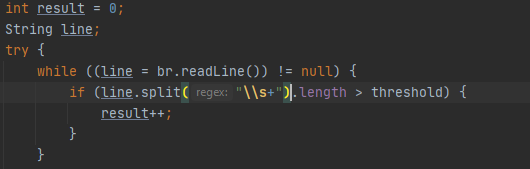 int result = 0;
String line;
try {
while ((line = br.readLine()) != null) {
if (line.split( regex: "\\s+").length > threshold) {
result++;
}
}